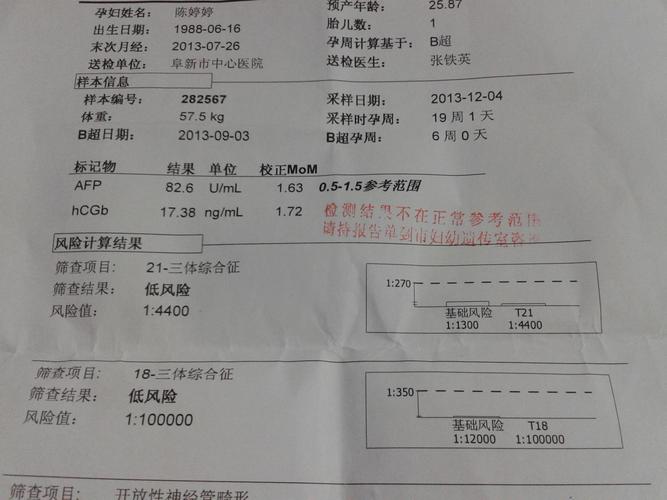 孕妇姓名: 陈婷婷 预产年龄: 25.87
出生日期: 1988-06-16 胎儿数: 1
末次月经: 2013-07-26 孕周计算基于: B超
送检单位: 阜新市中心医院 送检医生: 张铁英
样本信息
样本编号: 282567 采样日期: 2013-12-04
体重: 57.5 kg 采样时孕周: 19 周 1 天
B超日期: 2013-09-03 B超孕周: 6 周 0 天
标记物 结果 单位 校正MoM
AFP 82.6 U/mL 1.63 0.5-1.5参考范围
hCGb 17.38 ng/mL 1.72 检测结果不在正常参考范围
请持报告单到市妇幼遗传室咨
风险计算结果
筛查项目: 21-三体综合征
筛查结果: 低风险
风险值: 1:4400
1:270
基础风险 T21
1:1300 1:4400
筛查项目: 18-三体综合征
筛查结果: 低风险
风险值: 1:100000
1:350
基础风险 T18
1:12000 1:100000
筛查项目: 开放性神经管畸形